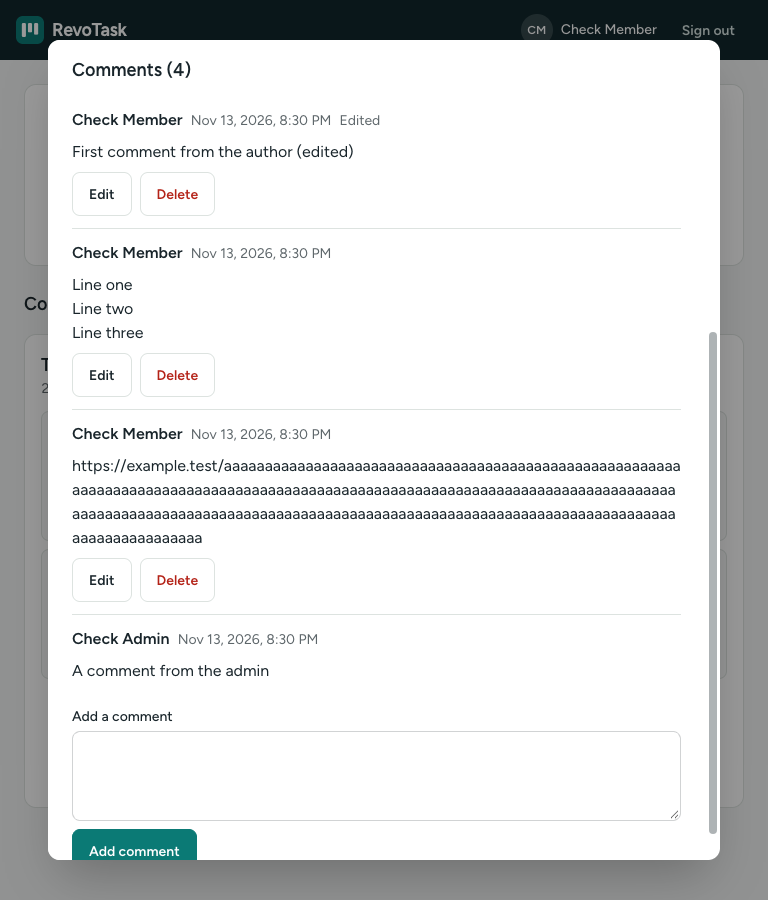 RevoTask
CM Check Member Sign out
Comments (4)
Check Member Nov 13, 2026, 8:30 PM Edited
First comment from the author (edited)
Edit Delete
Check Member Nov 13, 2026, 8:30 PM
Line one
Line two
Line three
Edit Delete
Check Member Nov 13, 2026, 8:30 PM
https://example.test/aaaaaaaaaaaaaaaaaaaaaaaaaaaaaaaaaaaaaaaaaaaaaaaaaaaaaaaa
aaaaaaaaaaaaaaaaaaaaaaaaaaaaaaaaaaaaaaaaaaaaaaaaaaaaaaaaaaaaaaaaaaaaaaaaaa
aaaaaaaaaaaaaaaaaaaaaaaaaaaaaaaaaaaaaaaaaaaaaaaaaaaaaaaaaaaaaaaaaaaaaaaaaa
aaaaaaaaaaaaaaaa
Edit Delete
Check Admin Nov 13, 2026, 8:30 PM
A comment from the admin
Add a comment
Add comment